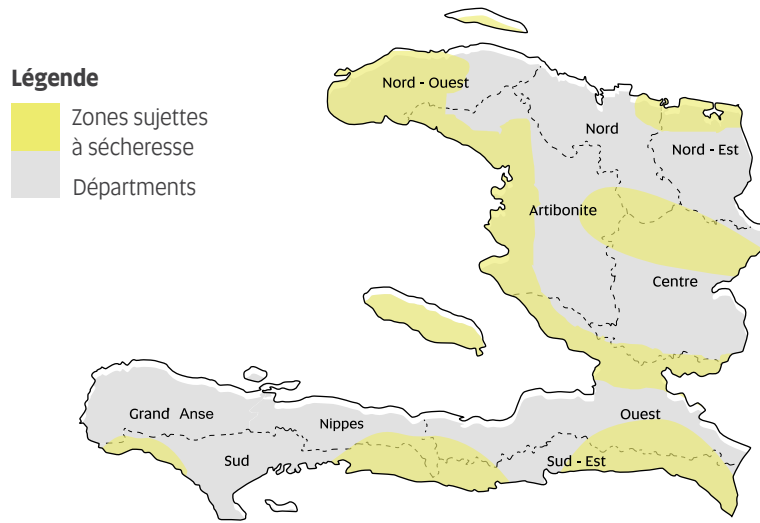 Légende
Zones sujettes
à sécheresse
Départments
Nord - Ouest
Nord
Nord - Est
Artibonite
Centre
Grand Anse
Nippes
Ouest
Sud
Sud - Est